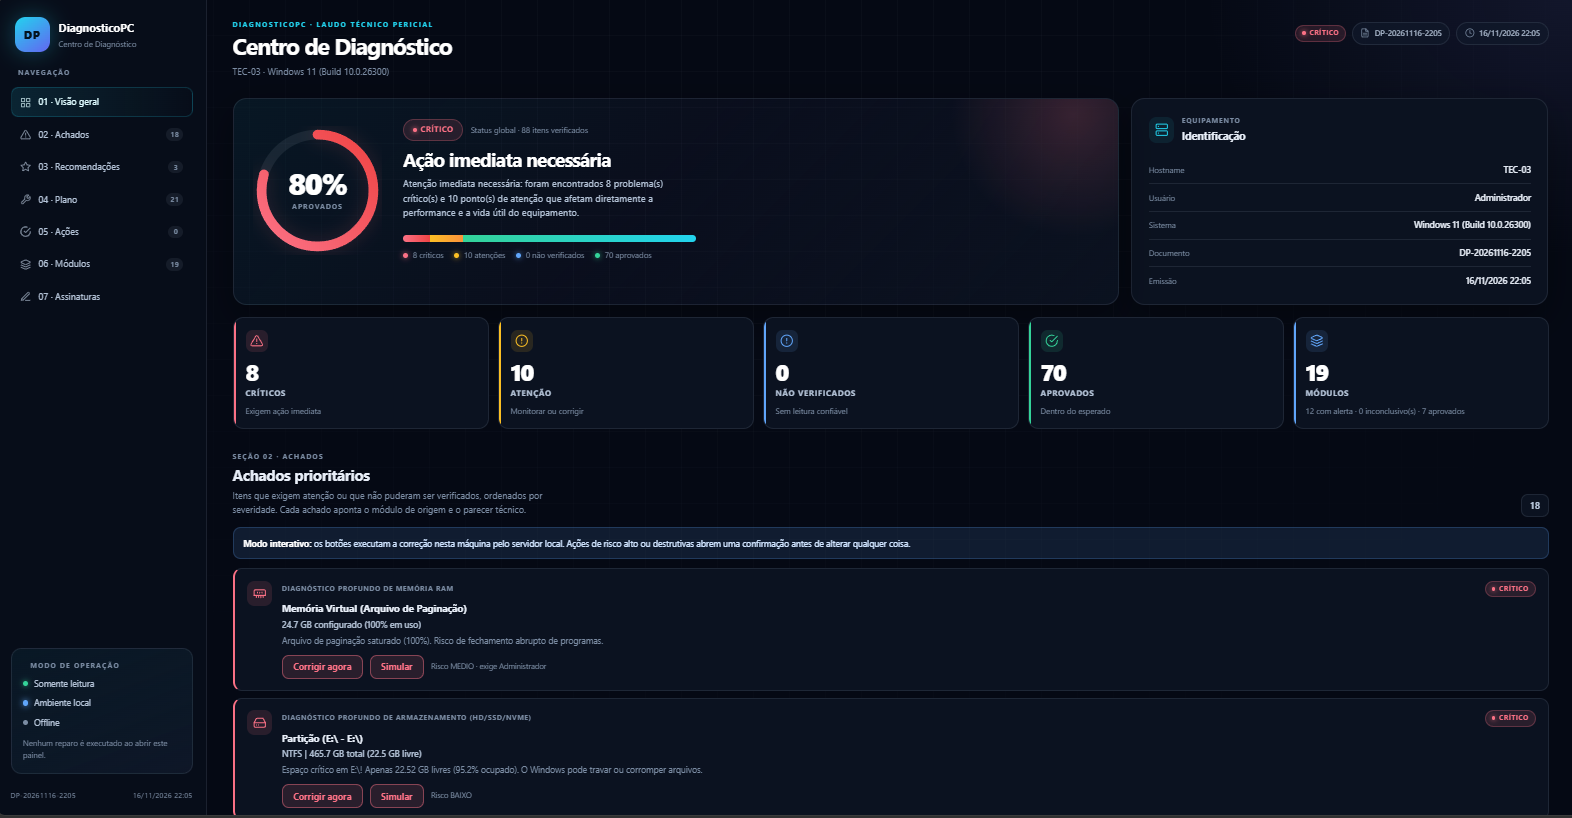 DP
DiagnosticoPC
Centro de Diagnóstico
NAVEGAÇÃO
01 · Visão geral
02 · Achados 18
03 · Recomendações 3
04 · Plano 21
05 · Ações 0
06 · Módulos 19
07 · Assinaturas
MODO DE OPERAÇÃO
Somente leitura
Ambiente local
Offline
Nenhum reparo é executado ao abrir este
painel.
DP-20261116-2205 16/11/2026 22:05
DIAGNOSTICOPC · LAUDO TÉCNICO PERICIAL
Centro de Diagnóstico
TEC-03 · Windows 11 (Build 10.0.26300)
CRÍTICO DP-20261116-2205 16/11/2026 22:05
80%
APROVADOS
CRÍTICO Status global · 88 itens verificados
Ação imediata necessária
Atenção imediata necessária: foram encontrados 8 problema(s)
crítico(s) e 10 ponto(s) de atenção que afetam diretamente a
performance e a vida útil do equipamento.
8 críticos 10 atenções 0 não verificados 70 aprovados
EQUIPAMENTO
Identificação
Hostname TEC-03
Usuário Administrador
Sistema Windows 11 (Build 10.0.26300)
Documento DP-20261116-2205
Emissão 16/11/2026 22:05
8
CRÍTICOS
Exigem ação imediata
10
ATENÇÃO
Monitorar ou corrigir
0
NÃO VERIFICADOS
Sem leitura confiável
70
APROVADOS
Dentro do esperado
19
MÓDULOS
12 com alerta · 0 inconclusivo(s) · 7 aprovados
SEÇÃO 02 · ACHADOS
Achados prioritários
Itens que exigem atenção ou que não puderam ser verificados, ordenados por
severidade. Cada achado aponta o módulo de origem e o parecer técnico.
18
Modo interativo: os botões executam a correção nesta máquina pelo servidor local. Ações de risco alto ou destrutivas abrem uma confirmação antes de alterar qualquer coisa.
DIAGNÓSTICO PROFUNDO DE MEMÓRIA RAM
CRÍTICO
Memória Virtual (Arquivo de Paginação)
24.7 GB configurado (100% em uso)
Arquivo de paginação saturado (100%). Risco de fechamento abrupto de programas.
Corrigir agora Simular Risco MEDIO · exige Administrador
DIAGNÓSTICO PROFUNDO DE ARMAZENAMENTO (HD/SSD/NVME)
CRÍTICO
Partição (E:\ - E:\)
NTFS | 465.7 GB total (22.5 GB livre)
Espaço crítico em E:\! Apenas 22.52 GB livres (95.2% ocupado). O Windows pode travar ou corromper arquivos.
Corrigir agora Simular Risco BAIXO